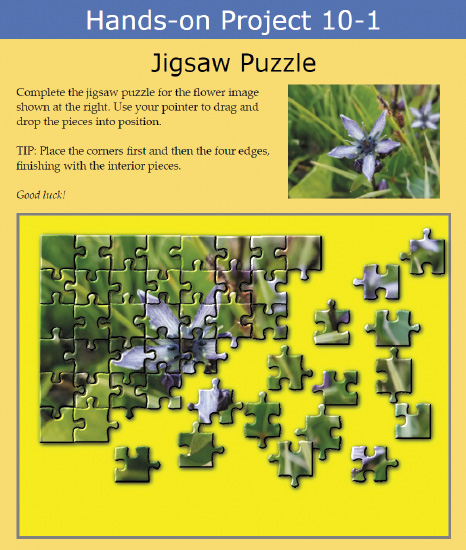 Hands-on Project 10-1
Jigsaw Puzzle
Complete the jigsaw puzzle for the flower image
shown at the right. Use your pointer to drag and
drop the pieces into position.
TIP: Place the corners first and then the four edges,
finishing with the interior pieces.
Good luck!